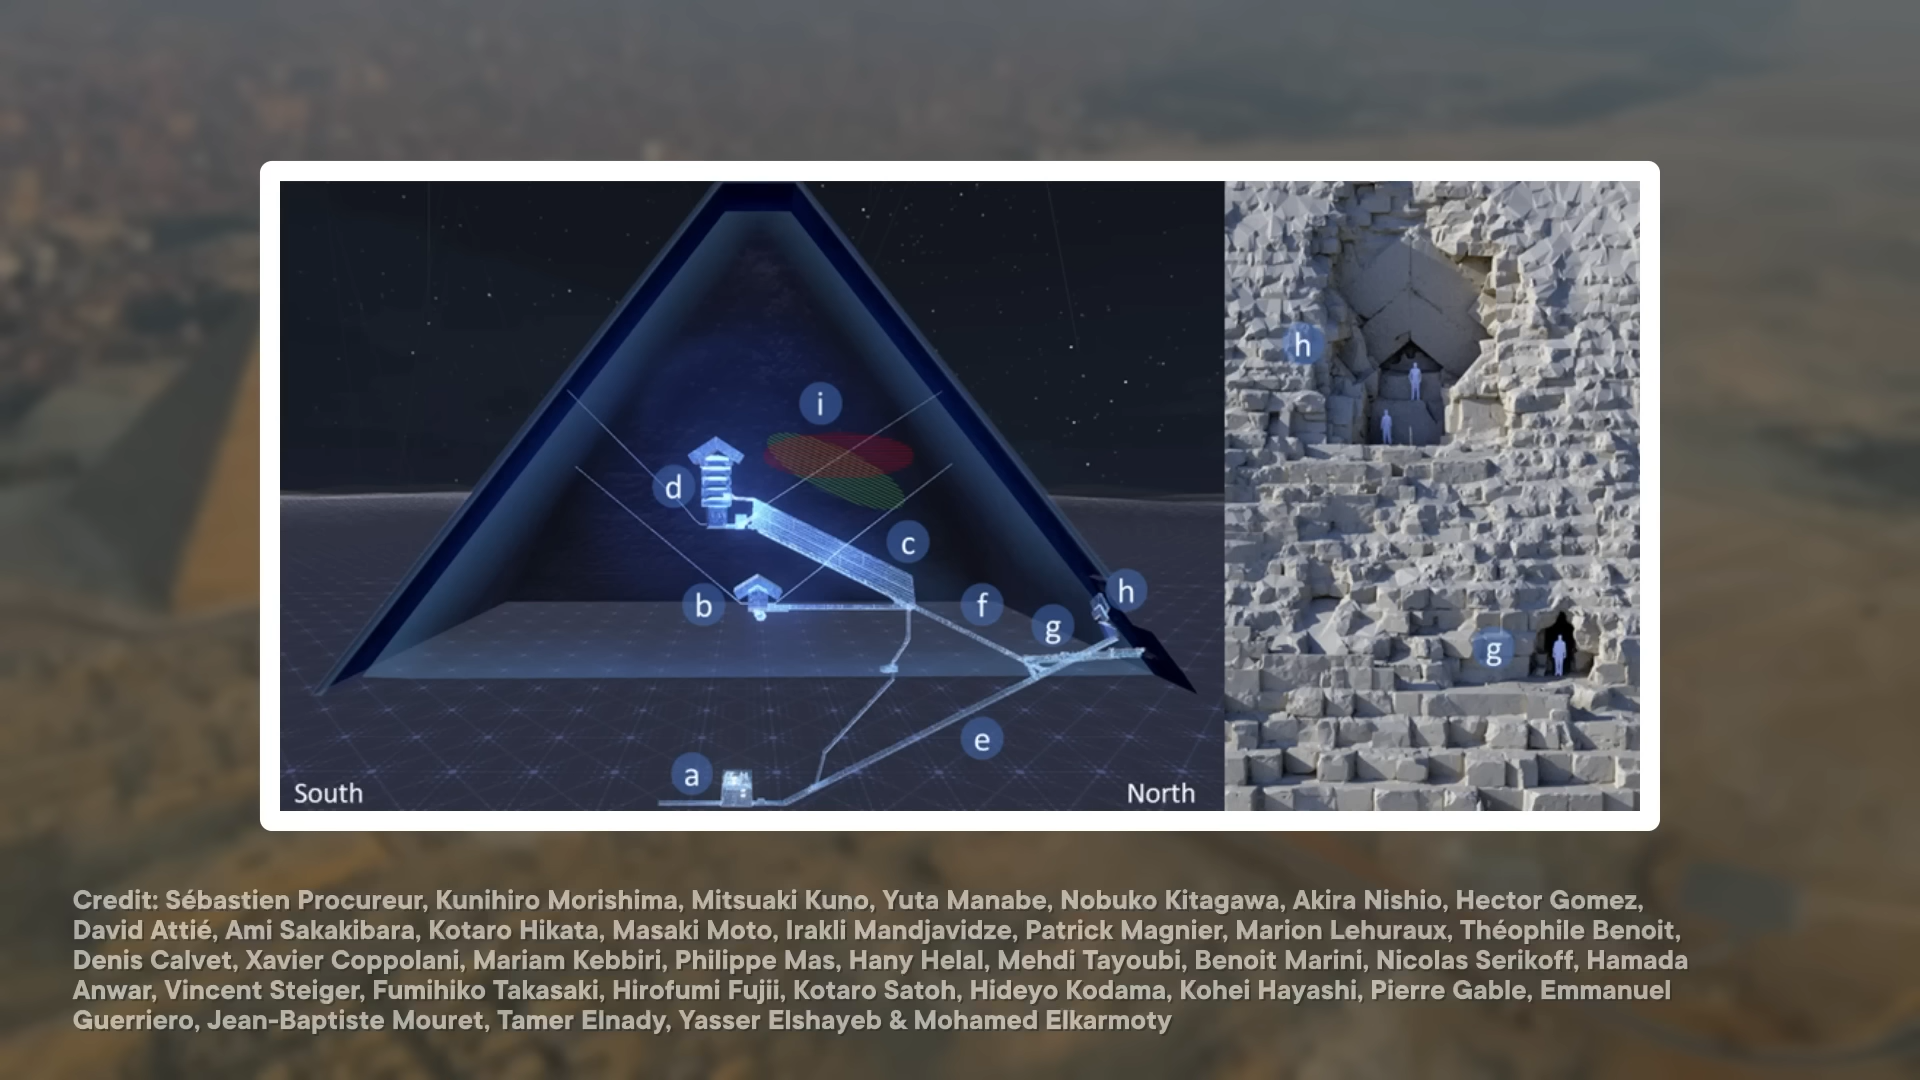 i
h
d
c
h
b
f
g
g
e
a
South
North
Credit: Sébastien Procureur, Kunihiro Morishima, Mitsuaki Kuno, Yuta Manabe, Nobuko Kitagawa, Akira Nishio, Hector Gomez,
David Attié, Ami Sakakibara, Kotaro Hikata, Masaki Moto, Irakli Mandjavidze, Patrick Magnier, Marion Lehuraux, Théophile Benoit,
Denis Calvet, Xavier Coppolani, Mariam Kebbiri, Philippe Mas, Hany Helal, Mehdi Tayoubi, Benoit Marini, Nicolas Serikoff, Hamada
Anwar, Vincent Steiger, Fumihiko Takasaki, Hirofumi Fujii, Kotaro Satoh, Hideyo Kodama, Kohei Hayashi, Pierre Gable, Emmanuel
Guerriero, Jean-Baptiste Mouret, Tamer Elnady, Yasser Elshayeb & Mohamed Elkarmoty